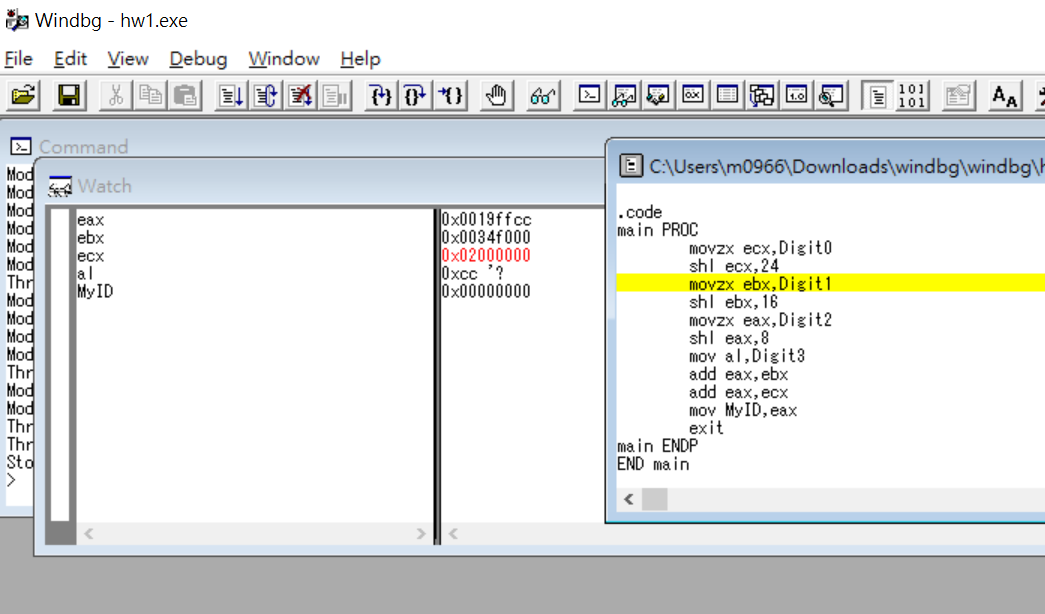 Windbg - hw1.exe
File Edit View Debug Window Help
101
101
AA
Command
Mod
Mod
Mod
Mod
Mod
Mod
Thr
Mod
Mod
Mod
Mod
Thr
Mod
Mod
Thr
Thr
Sto
>
Watch
eax 0x0019ffcc
ebx 0x0034f000
ecx 0x02000000
al 0xcc '?
MyID 0x00000000
C:\Users\m0966\Downloads\windbg\windbg\h
.code
main PROC
movzx ecx,Digit0
shl ecx,24
movzx ebx,Digit1
shl ebx,16
movzx eax,Digit2
shl eax,8
mov al,Digit3
add eax,ebx
add eax,ecx
mov MyID,eax
exit
main ENDP
END main